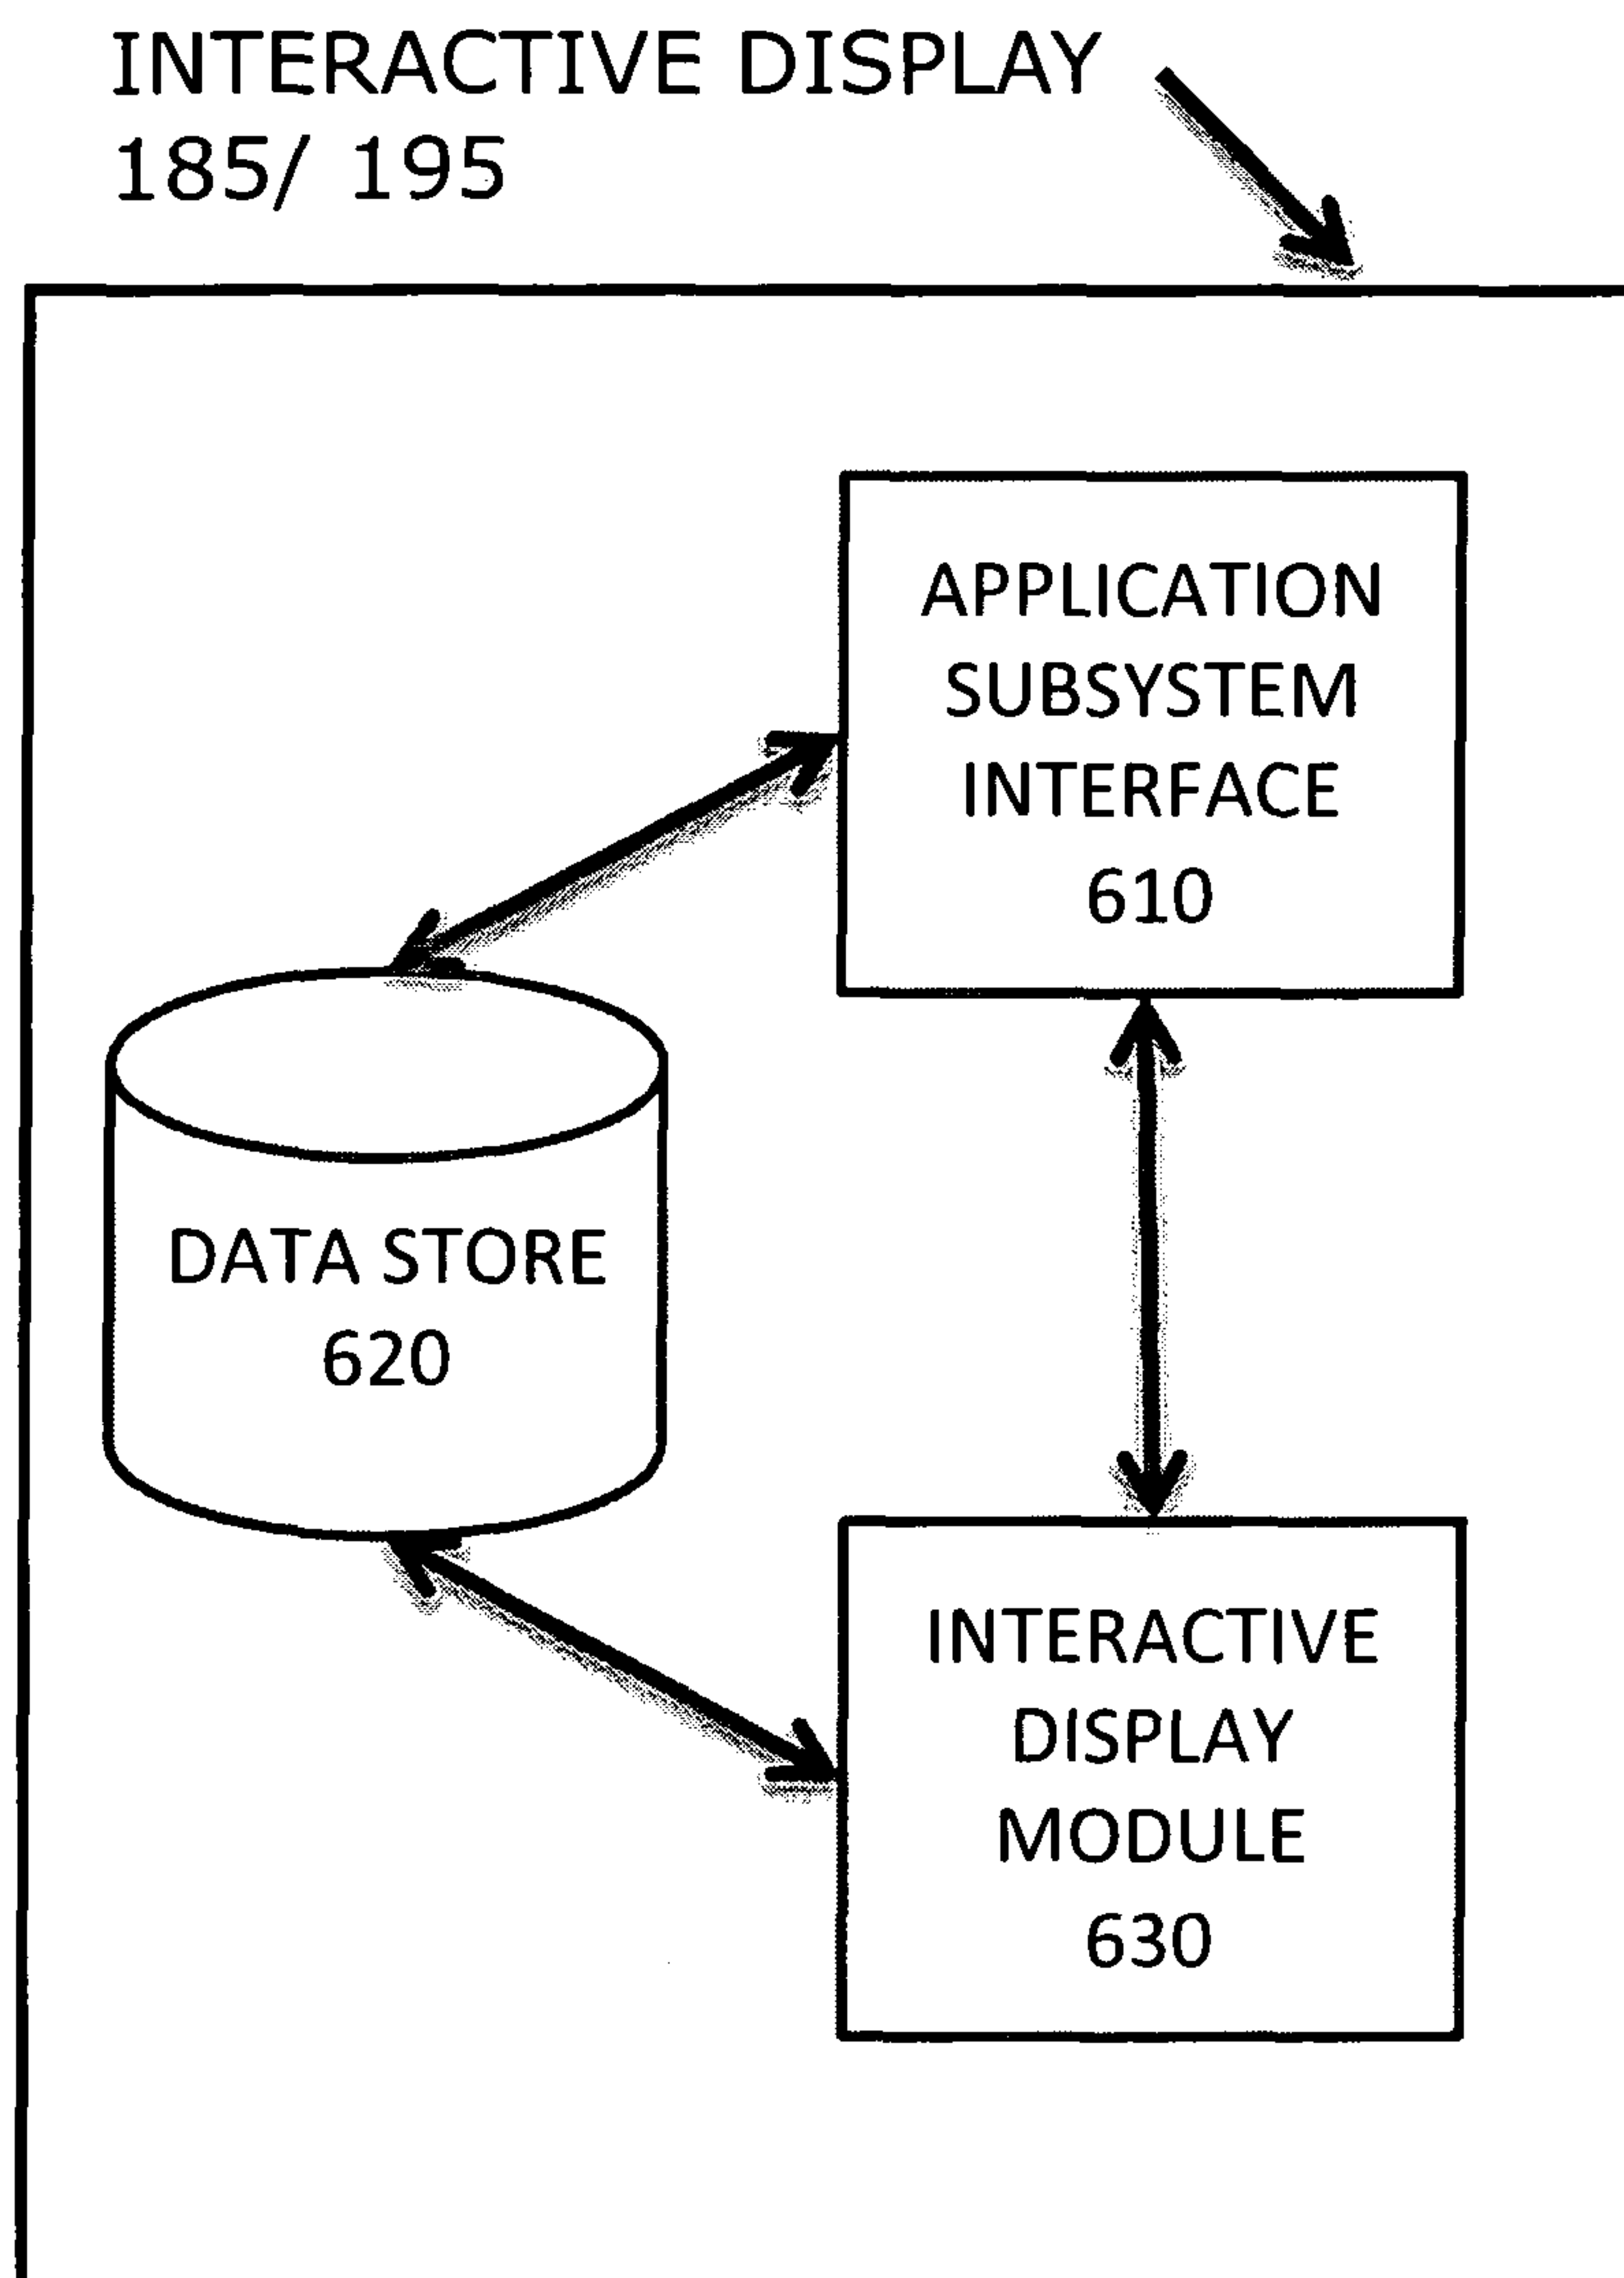 INTERACTIVE DISPLAY
185/ 195
APPLICATION
SUBSYSTEM
INTERFACE
610
DATA STORE
620
INTERACTIVE
DISPLAY
MODULE
630